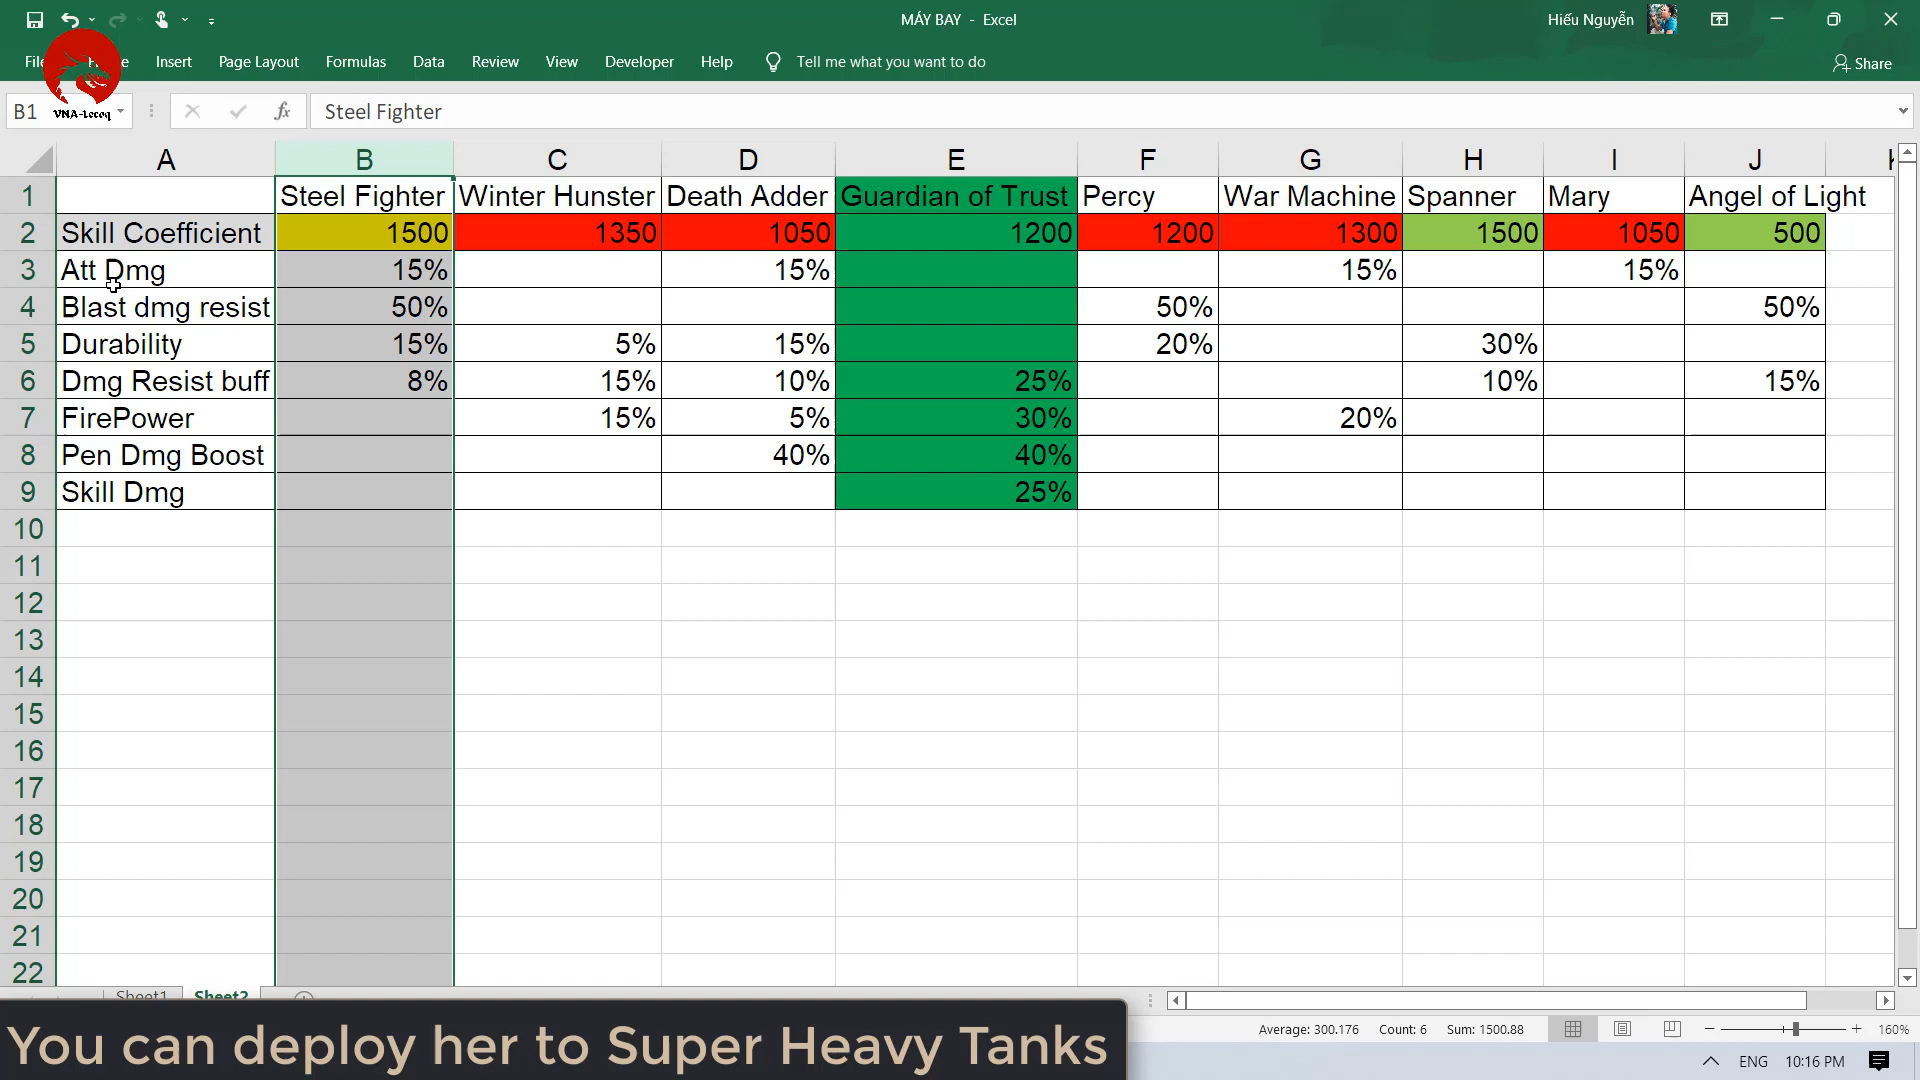 MÁY BAY - Excel
Hiếu Nguyễn
Home Insert Page Layout Formulas Data Review View Developer Help Tell me what you want to do Share
VNA-Lecoq
B1 fx Steel Fighter
A B C D E F G H I J
1 Steel Fighter Winter Hunster Death Adder Guardian of Trust Percy War Machine Spanner Mary Angel of Light
2 Skill Coefficient 1500 1350 1050 1200 1200 1300 1500 1050 500
3 Att Dmg 15% 15% 15% 15%
4 Blast dmg resist 50% 50% 50%
5 Durability 15% 5% 15% 20% 30%
6 Dmg Resist buff 8% 15% 10% 25% 10% 15%
7 FirePower 15% 5% 30% 20%
8 Pen Dmg Boost 40% 40%
9 Skill Dmg 25%
10
11
12
13
14
15
16
17
18
19
20
21
22
Sheet1 Sheet2
You can deploy her to Super Heavy Tanks
Average: 300.176 Count: 6 Sum: 1500.88 160%
ENG 10:16 PM